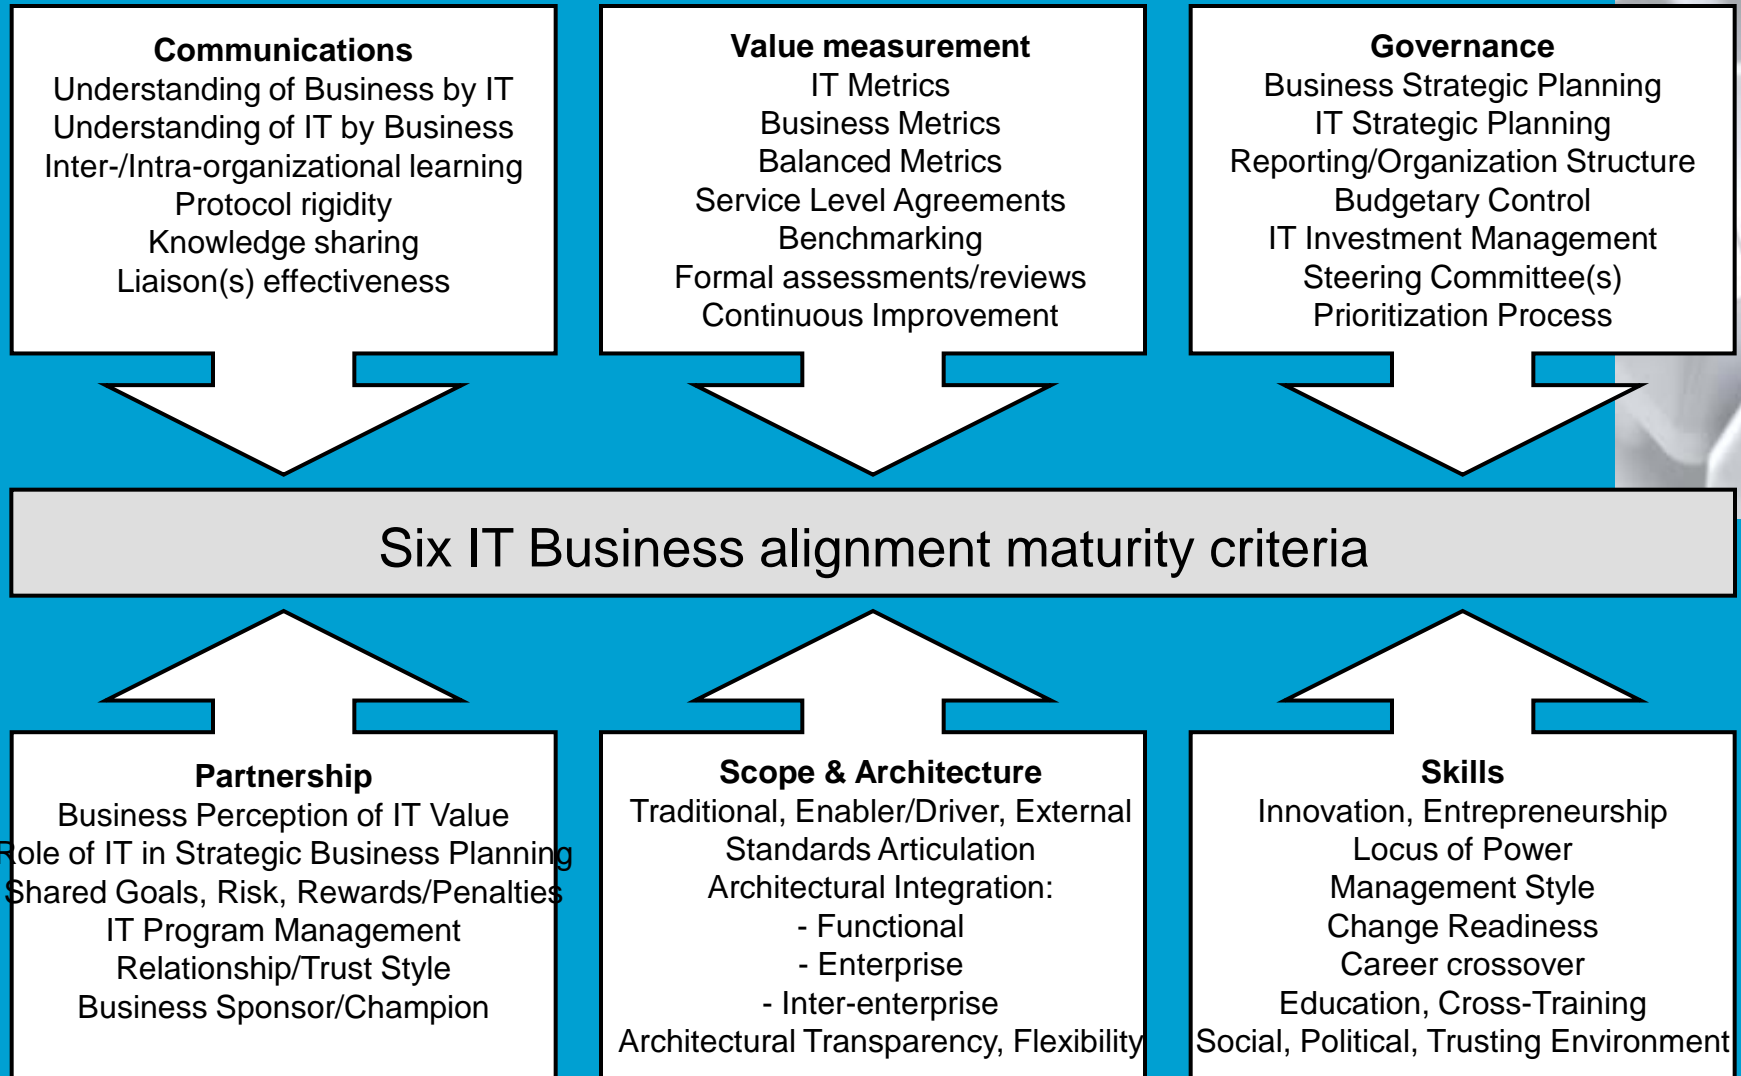 Communications
Understanding of Business by IT
Understanding of IT by Business
Inter-/Intra-organizational learning
Protocol rigidity
Knowledge sharing
Liaison(s) effectiveness
Value measurement
IT Metrics
Business Metrics
Balanced Metrics
Service Level Agreements
Benchmarking
Formal assessments/reviews
Continuous Improvement
Governance
Business Strategic Planning
IT Strategic Planning
Reporting/Organization Structure
Budgetary Control
IT Investment Management
Steering Committee(s)
Prioritization Process
Six IT Business alignment maturity criteria
Partnership
Business Perception of IT Value
Role of IT in Strategic Business Planning
Shared Goals, Risk, Rewards/Penalties
IT Program Management
Relationship/Trust Style
Business Sponsor/Champion
Scope & Architecture
Traditional, Enabler/Driver, External
Standards Articulation
Architectural Integration:
- Functional
- Enterprise
- Inter-enterprise
Architectural Transparency, Flexibility
Skills
Innovation, Entrepreneurship
Locus of Power
Management Style
Change Readiness
Career crossover
Education, Cross-Training
Social, Political, Trusting Environment